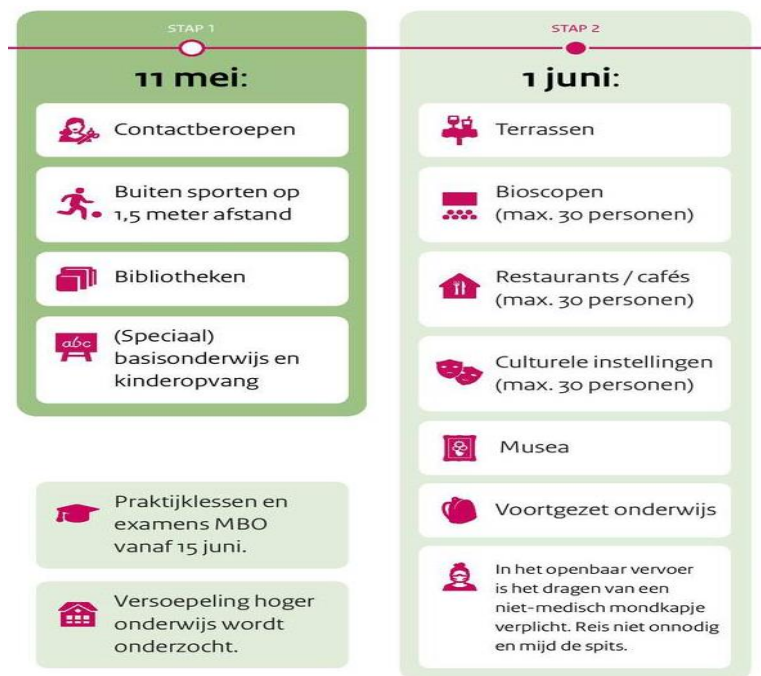 STAP 1
11 mei:
Contactberoepen
Buiten sporten op
1,5 meter afstand
Bibliotheken
abc
(Speciaal)
basisonderwijs en
kinderopvang
Praktijklessen en
examens MBO
vanaf 15 juni.
Versoepeling hoger
onderwijs wordt
onderzocht.
STAP 2
1 juni:
Terrassen
Bioscopen
(max. 30 personen)
Restaurants / cafés
(max. 30 personen)
Culturele instellingen
(max. 30 personen)
Musea
Voortgezet onderwijs
In het openbaar vervoer
is het dragen van een
niet-medisch mondkapje
verplicht. Reis niet onnodig
en mijd de spits.